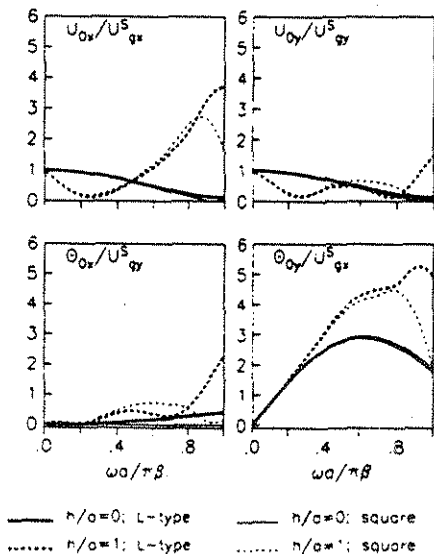 U₀ₓ/Uˢgₓ U₀y/Uˢgy
6 6
5 5
4 4
3 3
2 2
1 1
0 0
Θ₀ₓ/Uˢgy Θ₀y/Uˢgₓ
6 6
5 5
4 4
3 3
2 2
1 1
0 0
0.0 .4 .8 0.0 .4 .8
ωa/πβ ωa/πβ
h/a=0; L-type h/a=0; square
h/a=1; L-type h/a=1; square